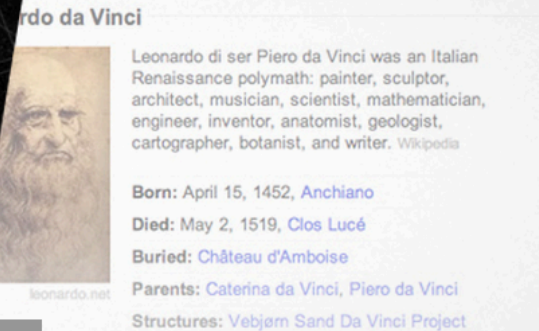 rdo da Vinci
Leonardo di ser Piero da Vinci was an Italian
Renaissance polymath: painter, sculptor,
architect, musician, scientist, mathematician,
engineer, inventor, anatomist, geologist,
cartographer, botanist, and writer. Wikipedia
Born: April 15, 1452, Anchiano
Died: May 2, 1519, Clos Lucé
Buried: Château d'Amboise
leonardo.net
Parents: Caterina da Vinci, Piero da Vinci
Structures: Vebjørn Sand Da Vinci Project